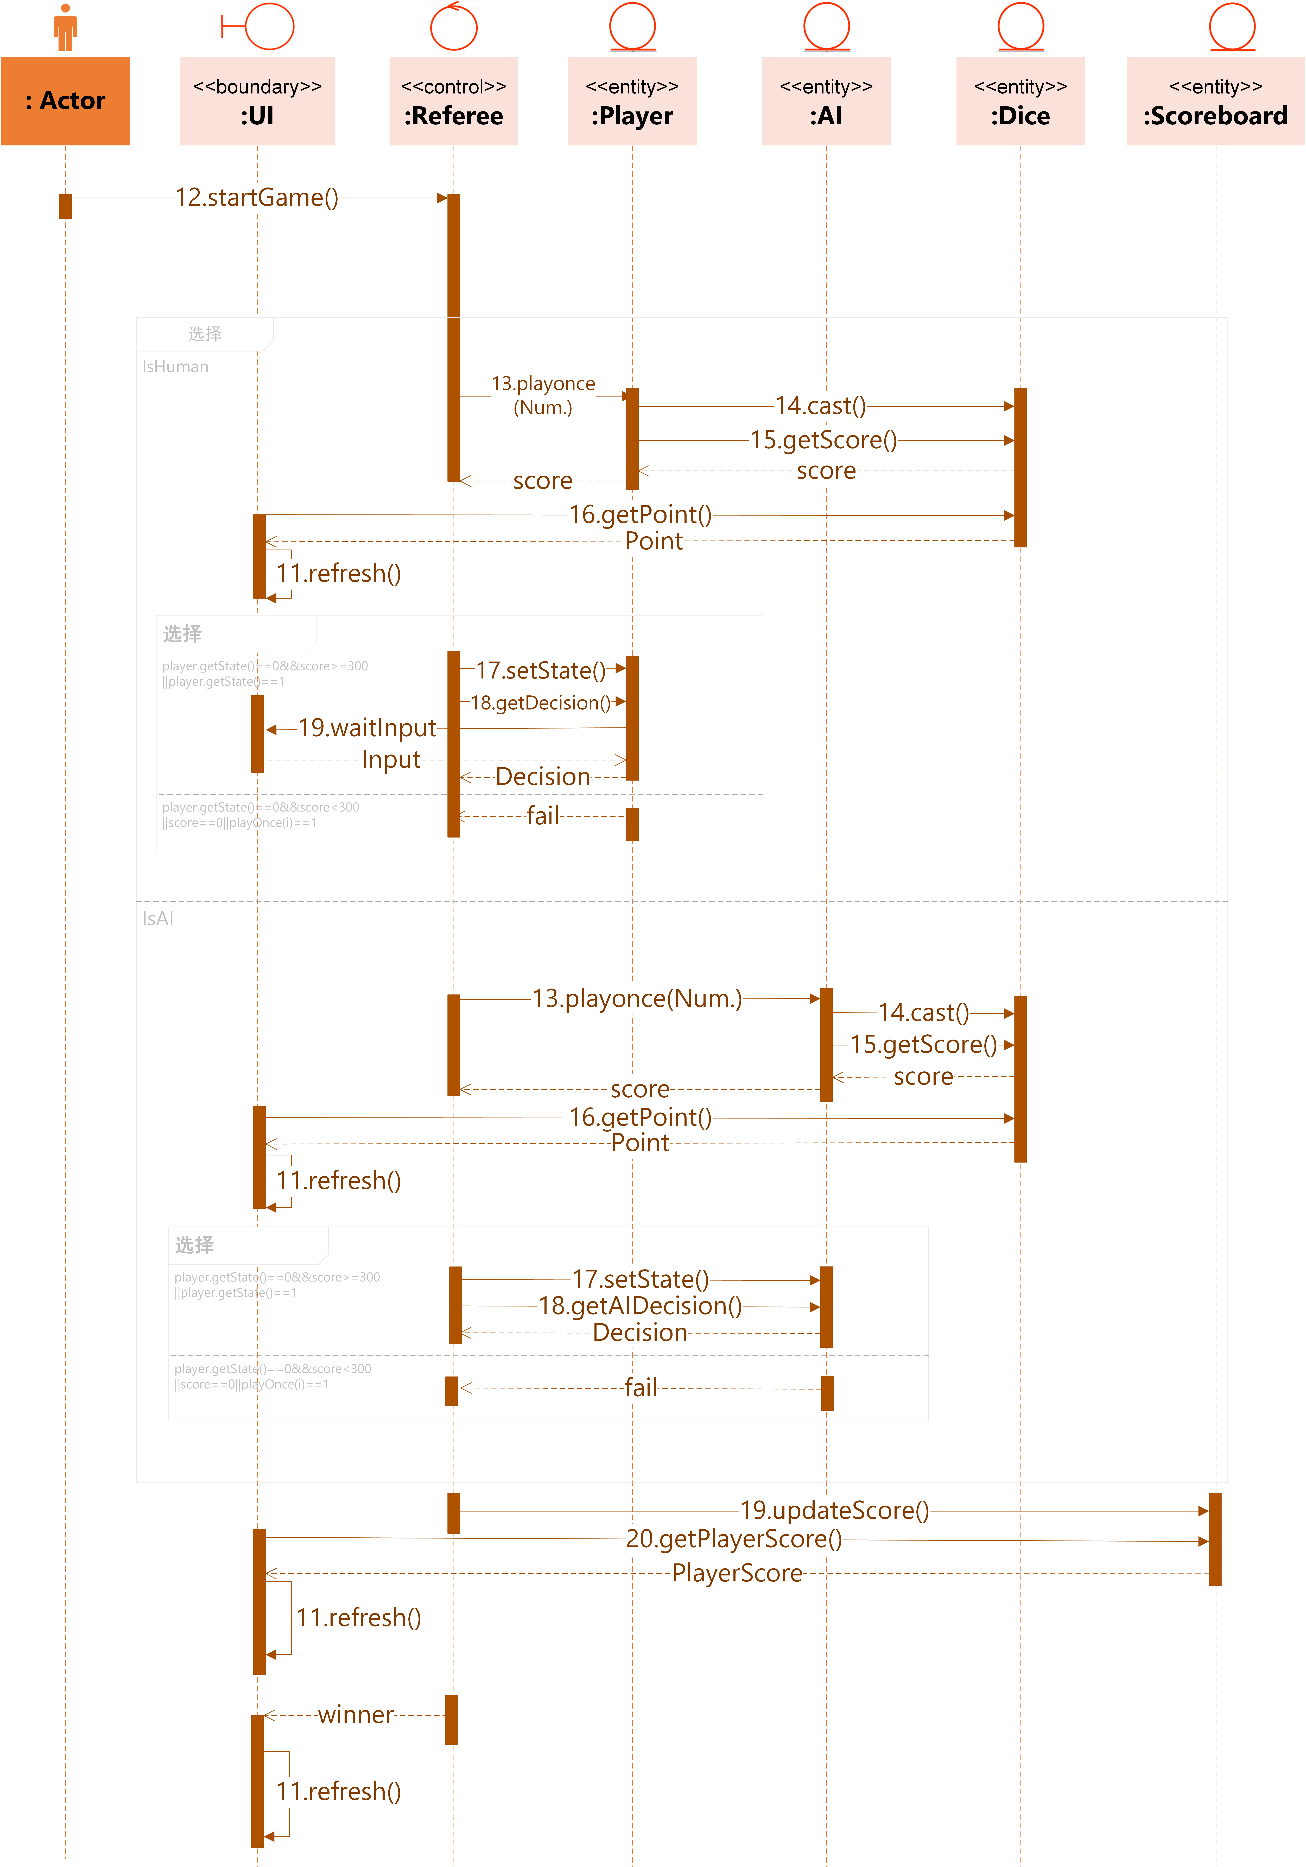 : Actor
<<boundary>>
:UI
<<control>>
:Referee
<<entity>>
:Player
<<entity>>
:AI
<<entity>>
:Dice
<<entity>>
:Scoreboard
12.startGame()
选择
IsHuman
13.playonce
(Num.)
14.cast()
15.getScore()
score
score
16.getPoint()
Point
11.refresh()
选择
player.getState()==0&&score>=300
||player.getState()==1
17.setState()
18.getDecision()
19.waitInput
Input
Decision
player.getState()==0&&score<300
||score==0||playOnce(i)==1
fail
IsAI
13.playonce(Num.)
14.cast()
15.getScore()
score
score
16.getPoint()
Point
11.refresh()
选择
player.getState()==0&&score>=300
||player.getState()==1
17.setState()
18.getAIDecision()
Decision
player.getState()==0&&score<300
||score==0||playOnce(i)==1
fail
19.updateScore()
20.getPlayerScore()
PlayerScore
11.refresh()
winner
11.refresh()